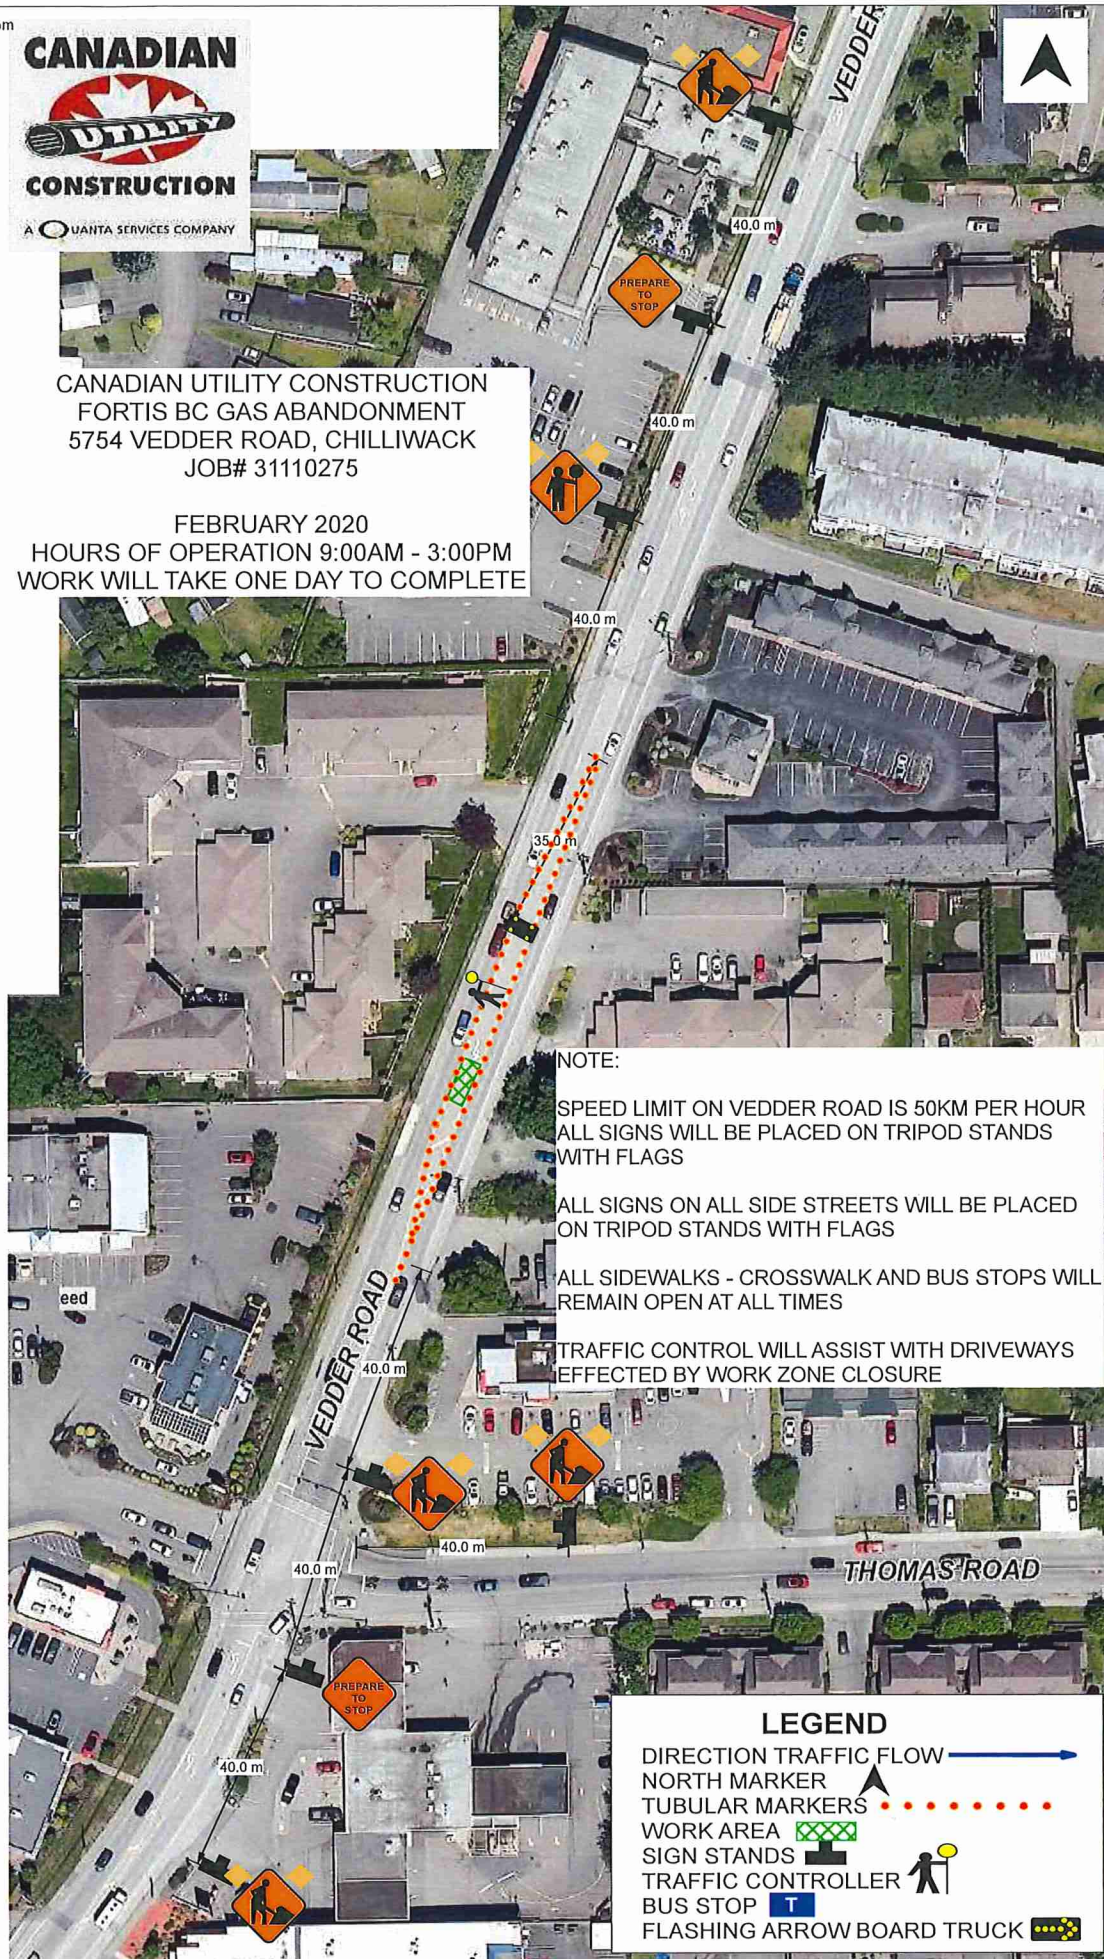 om
CANADIAN
UTILITY
CONSTRUCTION
A QUANTA SERVICES COMPANY
VEDDER
40.0 m
PREPARE
TO
STOP
CANADIAN UTILITY CONSTRUCTION
FORTIS BC GAS ABANDONMENT
5754 VEDDER ROAD, CHILLIWACK
JOB# 31110275
FEBRUARY 2020
HOURS OF OPERATION 9:00AM - 3:00PM
WORK WILL TAKE ONE DAY TO COMPLETE
40.0 m
40.0 m
35.0 m
NOTE:
SPEED LIMIT ON VEDDER ROAD IS 50KM PER HOUR
ALL SIGNS WILL BE PLACED ON TRIPOD STANDS
WITH FLAGS
ALL SIGNS ON ALL SIDE STREETS WILL BE PLACED
ON TRIPOD STANDS WITH FLAGS
ALL SIDEWALKS - CROSSWALK AND BUS STOPS WILL
REMAIN OPEN AT ALL TIMES
TRAFFIC CONTROL WILL ASSIST WITH DRIVEWAYS
EFFECTED BY WORK ZONE CLOSURE
eed
VEDDER ROAD
40.0 m
40.0 m
40.0 m
THOMAS ROAD
PREPARE
TO
STOP
40.0 m
LEGEND
DIRECTION TRAFFIC FLOW
NORTH MARKER
TUBULAR MARKERS
WORK AREA
SIGN STANDS
TRAFFIC CONTROLLER
BUS STOP T
FLASHING ARROW BOARD TRUCK